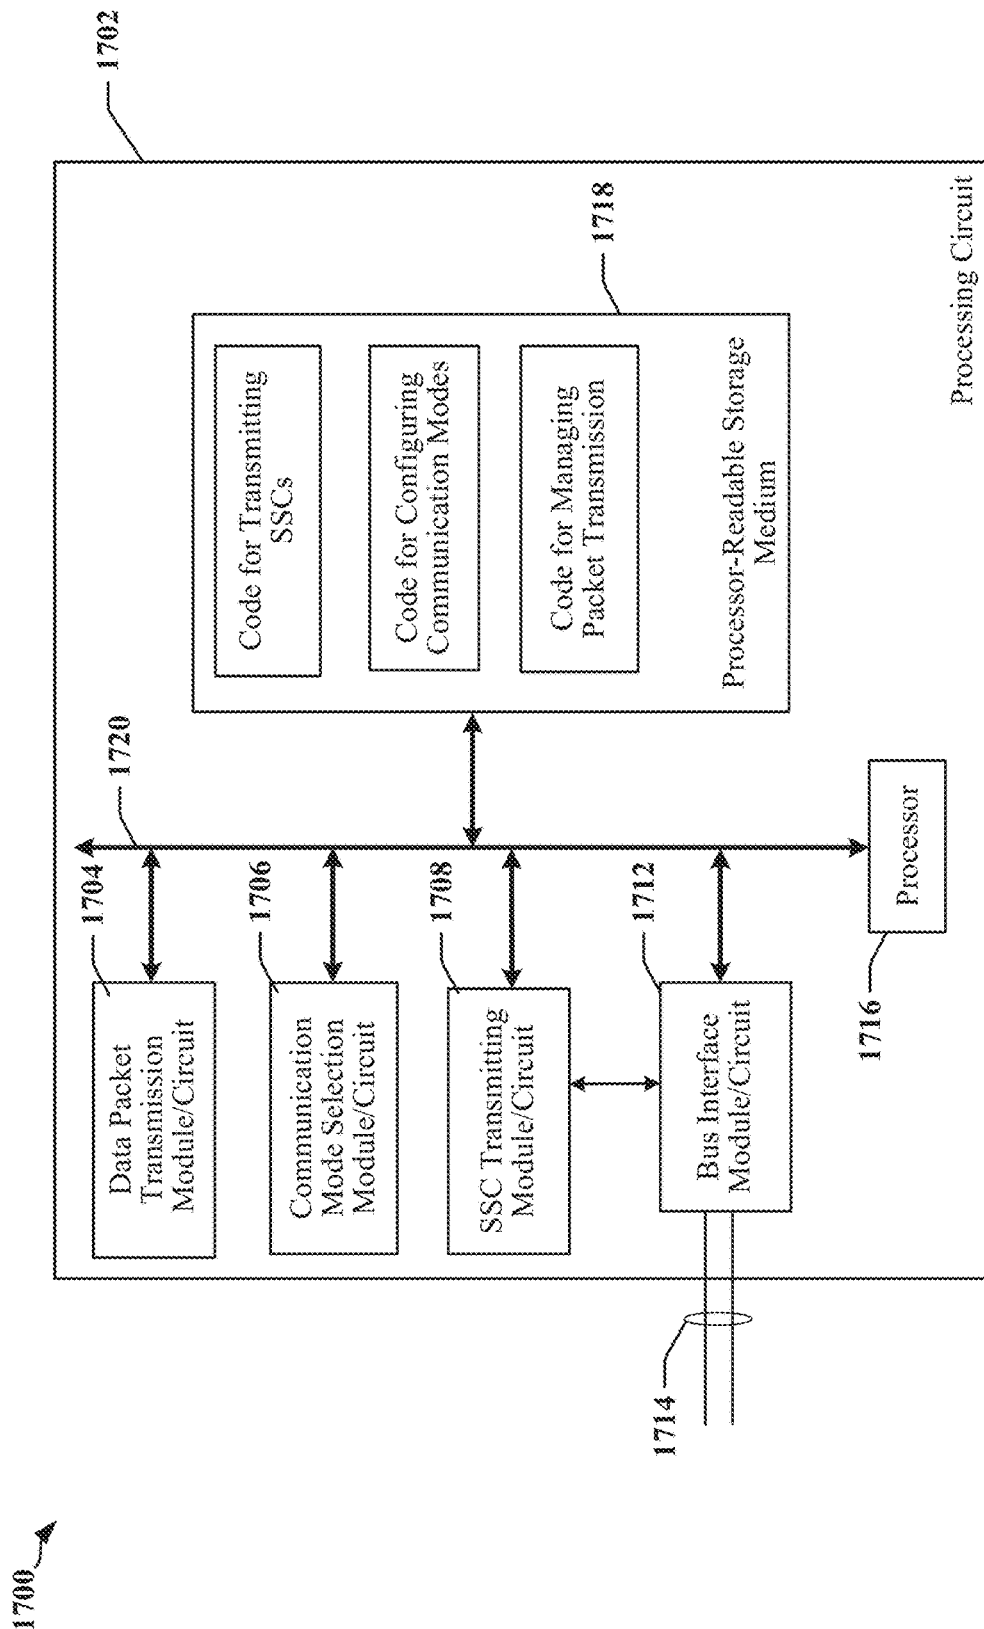 1700
1702
1704
Data Packet
Transmission
Module/Circuit
1706
Communication
Mode Selection
Module/Circuit
1708
SSC Transmitting
Module/Circuit
1712
Bus Interface
Module/Circuit
1714
1716
Processor
1720
Code for Transmitting
SSCs
Code for Configuring
Communication Modes
Code for Managing
Packet Transmission
Processor-Readable Storage
Medium
1718
Processing Circuit